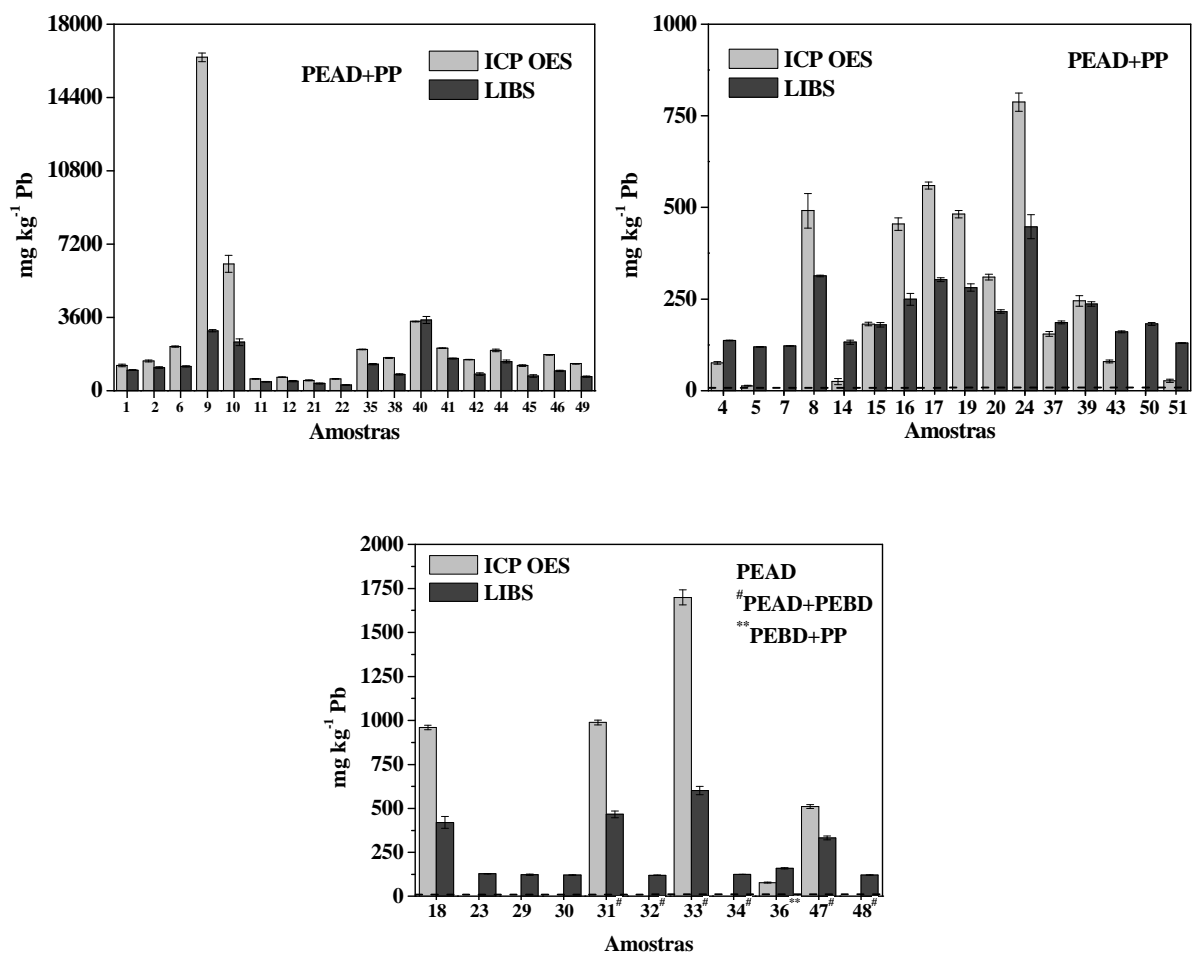 18000
14400
10800
7200
3600
0
mg kg⁻¹ Pb
PEAD+PP
ICP OES
LIBS
1 2 6 9 10 11 12 21 22 35 38 40 41 42 44 45 46 49
Amostras
1000
750
500
250
0
mg kg⁻¹ Pb
ICP OES
LIBS
PEAD+PP
4 5 7 8 14 15 16 17 19 20 24 37 39 43 50 51
Amostras
2000
1750
1500
1250
1000
750
500
250
0
mg kg⁻¹ Pb
ICP OES
LIBS
PEAD
#PEAD+PEBD
**PEBD+PP
18 23 29 30 31# 32# 33# 34# 36** 47# 48#
Amostras